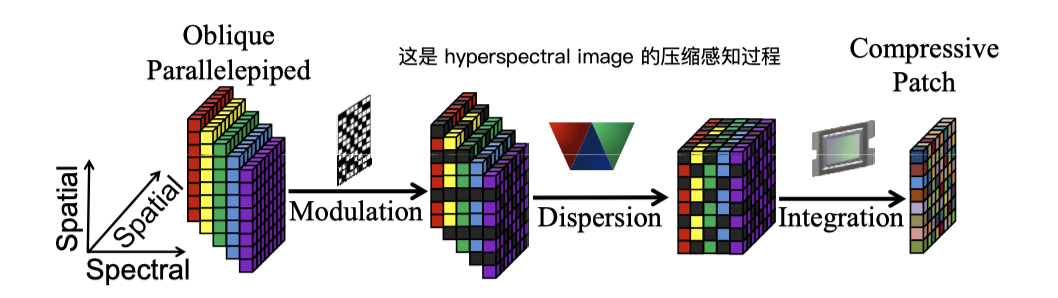 Oblique
Parallelepiped
这是 hyperspectral image 的压缩感知过程
Compressive
Patch
Spatial
Spatial
Spectral
Modulation
Dispersion
Integration